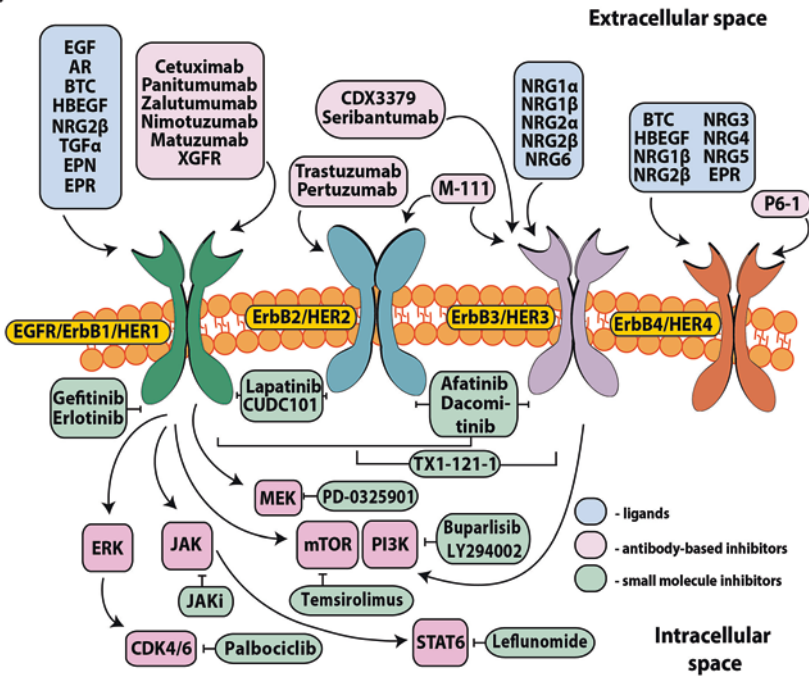 Extracellular space
EGF
AR
BTC
HBEGF
NRG2β
TGFα
EPN
EPR
Cetuximab
Panitumumab
Zalutumumab
Nimotuzumab
Matuzumab
XGFR
CDX3379
Seribantumab
Trastuzumab
Pertuzumab
M-111
NRG1α
NRG1β
NRG2α
NRG2β
NRG6
BTC NRG3
HBEGF NRG4
NRG1β NRG5
NRG2β EPR
P6-1
EGFR/ErbB1/HER1
ErbB2/HER2
ErbB3/HER3
ErbB4/HER4
Gefitinib
Erlotinib
Lapatinib
CUDC101
Afatinib
Dacomi-
tinib
TX1-121-1
MEK
PD-0325901
ERK
JAK
mTOR
PI3K
Buparlisib
LY294002
JAKi
Temsirolimus
CDK4/6
Palbociclib
STAT6
Leflunomide
- ligands
- antibody-based inhibitors
- small molecule inhibitors
Intracellular
space